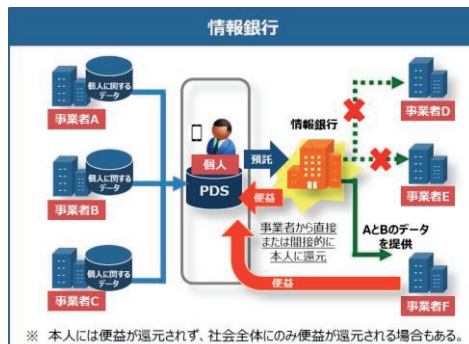 情報銀行
個人に関する
データ
事業者A
個人に関する
データ
事業者B
個人に関する
データ
事業者C
個人
PDS
預託
便益
情報銀行
事業者から直接
または間接的に
本人に還元
便益
事業者D
事業者E
AとBのデータ
を提供
事業者F
※ 本人には便益が還元されず、社会全体にのみ便益が還元される場合もある。